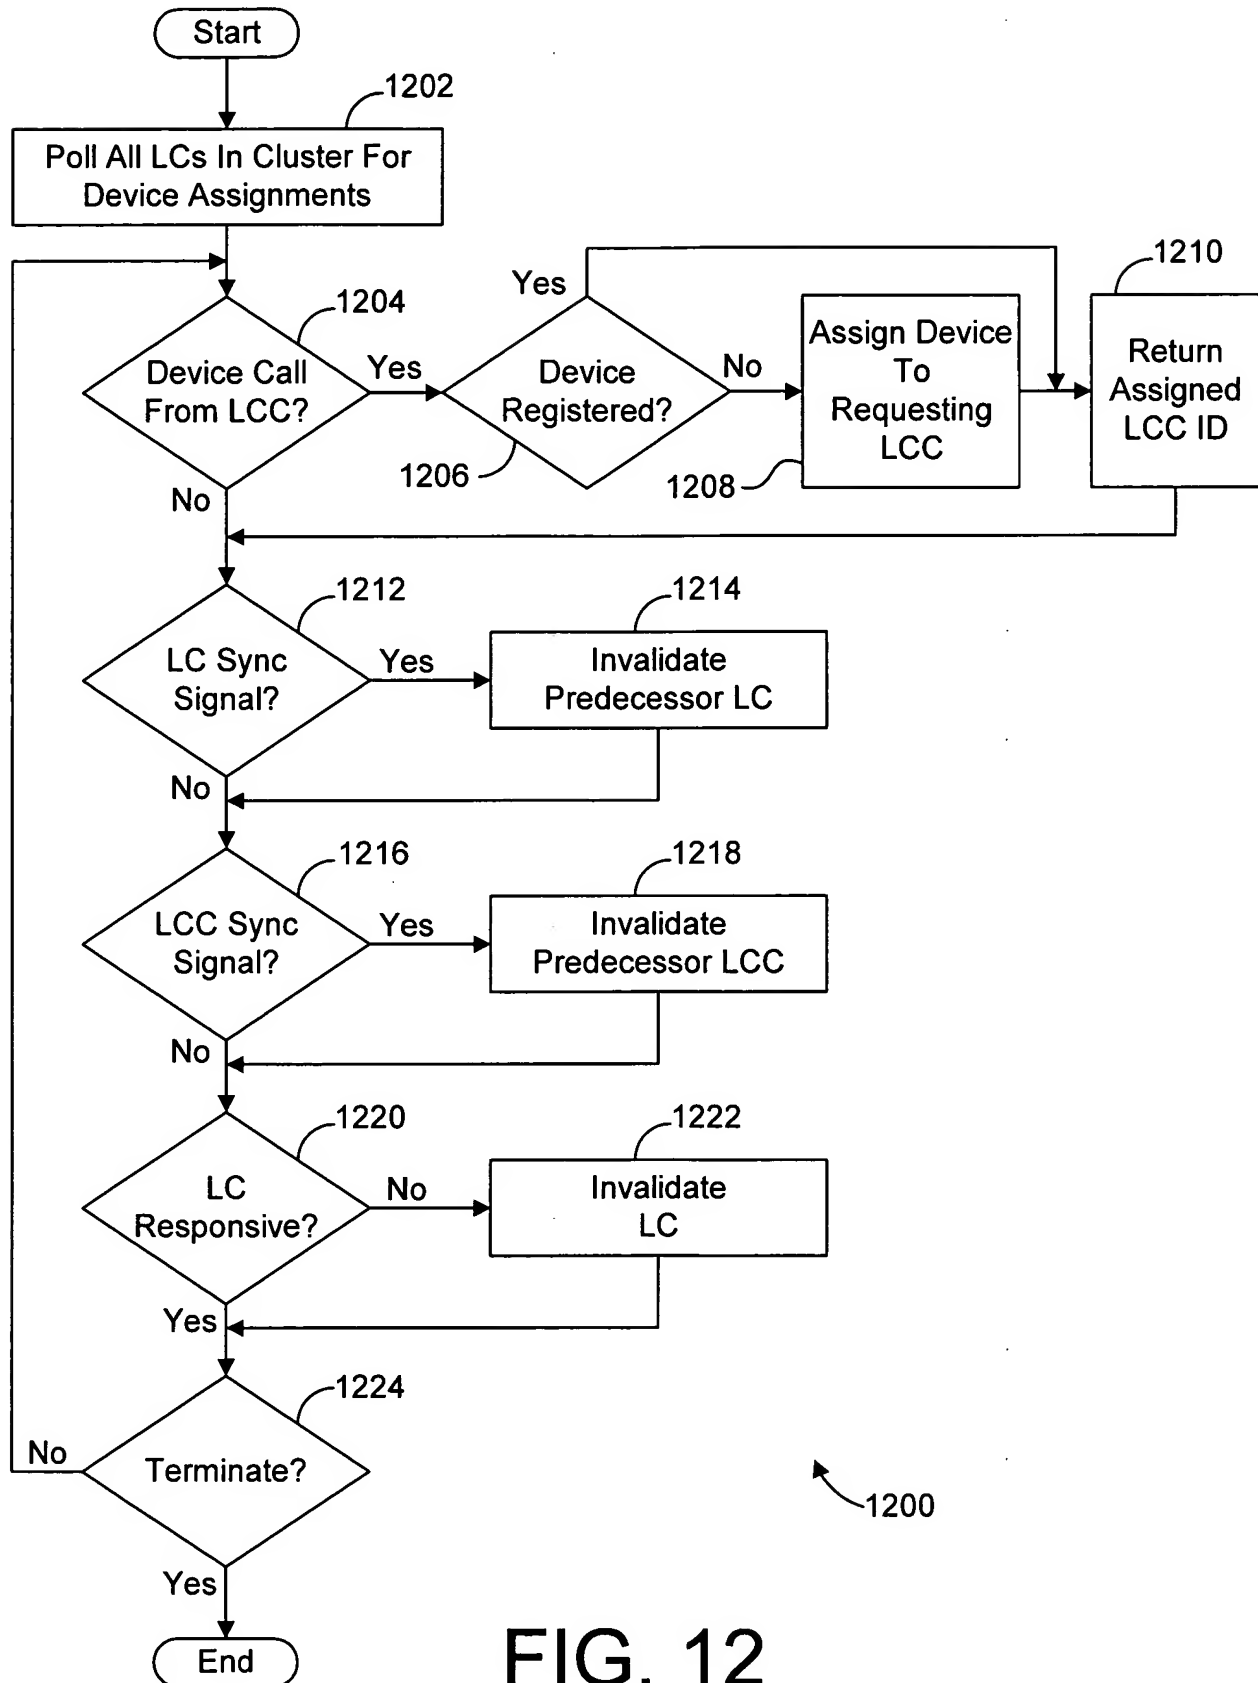 Start
1202
Poll All LCs In Cluster For
Device Assignments
1204
Device Call
From LCC?
Yes
No
Yes
Device
Registered?
1206
No
Assign Device
To
Requesting
LCC
1208
1210
Return
Assigned
LCC ID
1212
LC Sync
Signal?
Yes
No
1214
Invalidate
Predecessor LC
1216
LCC Sync
Signal?
Yes
No
1218
Invalidate
Predecessor LCC
1220
LC
Responsive?
No
Yes
1222
Invalidate
LC
1224
Terminate?
No
Yes
End
1200
FIG. 12